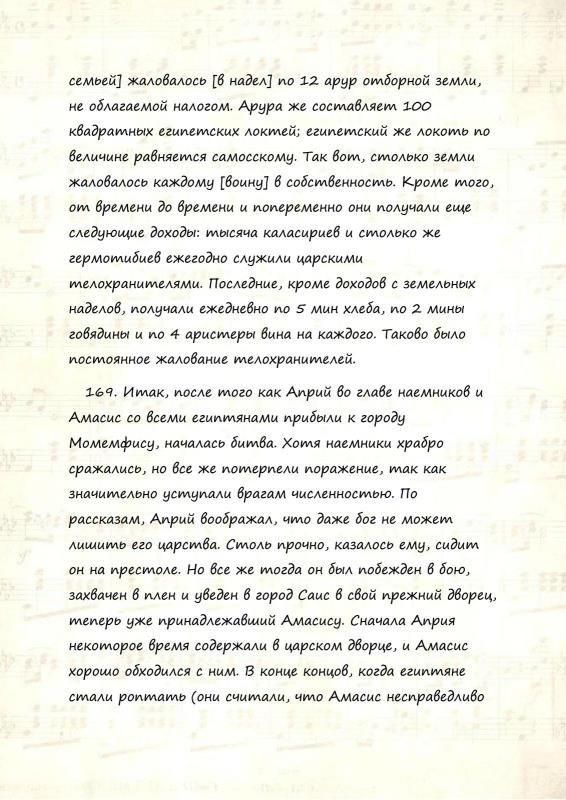 семьей] жаловалось [в надел] по 12 арур отборной земли,
не облагаемой налогом. Арура же составляет 100
квадратных египетских локтей; египетский же локоть по
величине равняется самосскому. Так вот, столько земли
жаловалось каждому [воину] в собственность. Кроме того,
от времени до времени и попеременно они получали еще
следующие доходы: тысяча каласириев и столько же
гермотибиев ежегодно служили царскими
телохранителями. Последние, кроме доходов с земельных
наделов, получали ежедневно по 5 мин хлеба, по 2 мины
говядины и по 4 аристеры вина на каждого. Таково было
постоянное жалование телохранителей.
169. Итак, после того как Априй во главе наемников и
Амасис со всеми египтянами прибыли к городу
Момемфису, началась битва. Хотя наемники храбро
сражались, но все же потерпели поражение, так как
значительно уступали врагам численностью. По
рассказам, Априй воображал, что даже бог не может
лишить его царства. Столь прочно, казалось ему, сидит
он на престоле. Но все же тогда он был побежден в бою,
захвачен в плен и уведен в город Саис в свой прежний дворец,
теперь уже принадлежавший Амасису. Сначала Априя
некоторое время содержали в царском дворце, и Амасис
хорошо обходился с ним. В конце концов, когда египтяне
стали роптать (они считали, что Амасис несправедливо